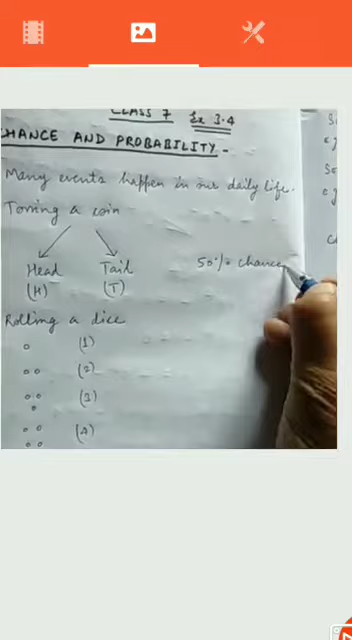 CLASS 7 Ex 3.4
CHANCE AND PROBABILITY -
Many events happen in our daily life.
Tossing a coin
Head Tail 50% chance
(H) (T)
Rolling a dice
(1)
(2)
(3)
(4)